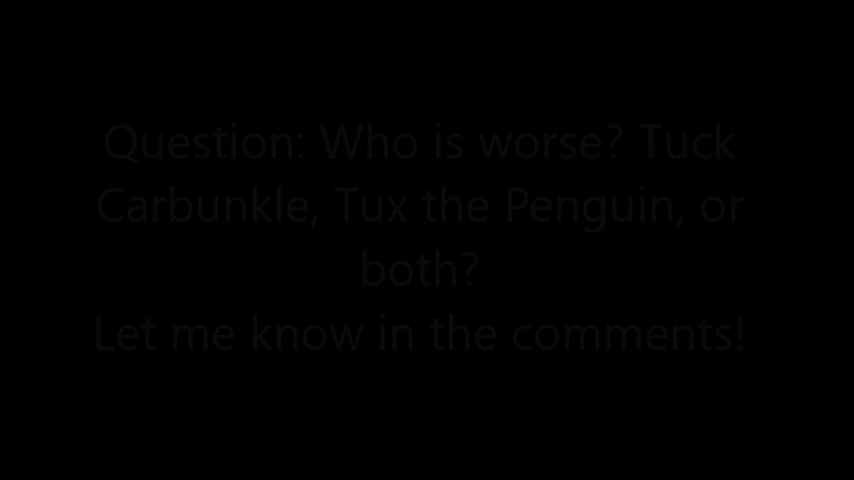 Question: Who is worse? Tuck
Carbunkle, Tux the Penguin, or
both?
Let me know in the comments!